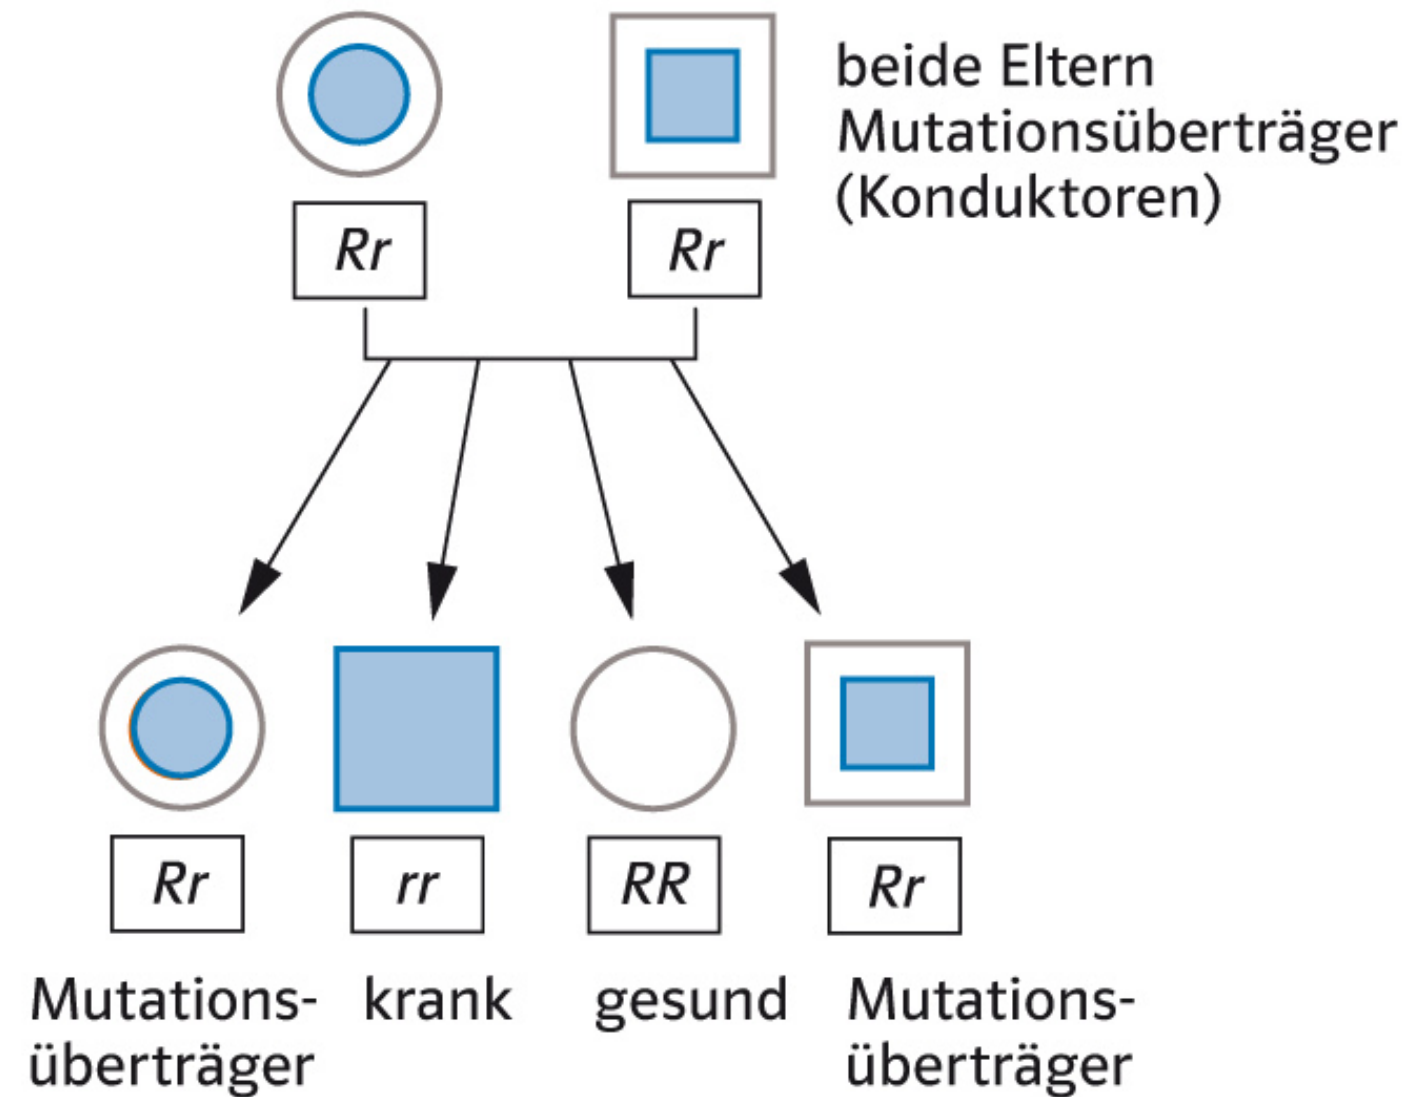 beide Eltern
Mutationsüberträger
(Konduktoren)
Rr
Rr
Rr
rr
RR
Rr
Mutations-
überträger
krank
gesund
Mutations-
überträger